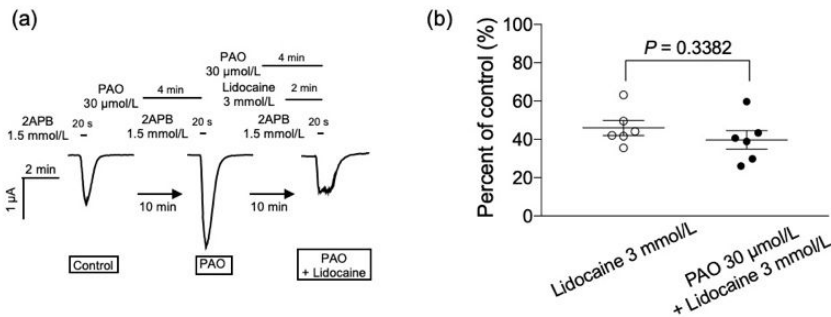 (a)
PAO
30 μmol/L
4 min
PAO
30 μmol/L
4 min
Lidocaine
3 mmol/L
2 min
2APB
1.5 mmol/L
20 s
2APB
1.5 mmol/L
20 s
2APB
1.5 mmol/L
20 s
2 min
1 μA
10 min
10 min
Control
PAO
PAO
+ Lidocaine
(b)
Percent of control (%)
100
80
60
40
20
0
P = 0.3382
Lidocaine 3 mmol/L
PAO 30 μmol/L
+ Lidocaine 3 mmol/L